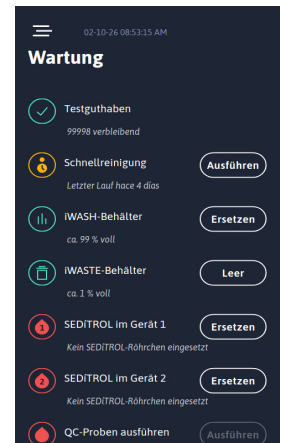 02-10-26 08:53:15 AM
Wartung
Testguthaben
99998 verbleibend
Schnellreinigung
Ausführen
Letzter Lauf hace 4 días
iWASH-Behälter
Ersetzen
ca. 99 % voll
iWASTE-Behälter
Leer
ca. 1 % voll
SEDiTROL im Gerät 1
1
Ersetzen
Kein SEDiTROL-Röhrchen eingesetzt
SEDiTROL im Gerät 2
2
Ersetzen
Kein SEDiTROL-Röhrchen eingesetzt
QC-Proben ausführen
Ausführen